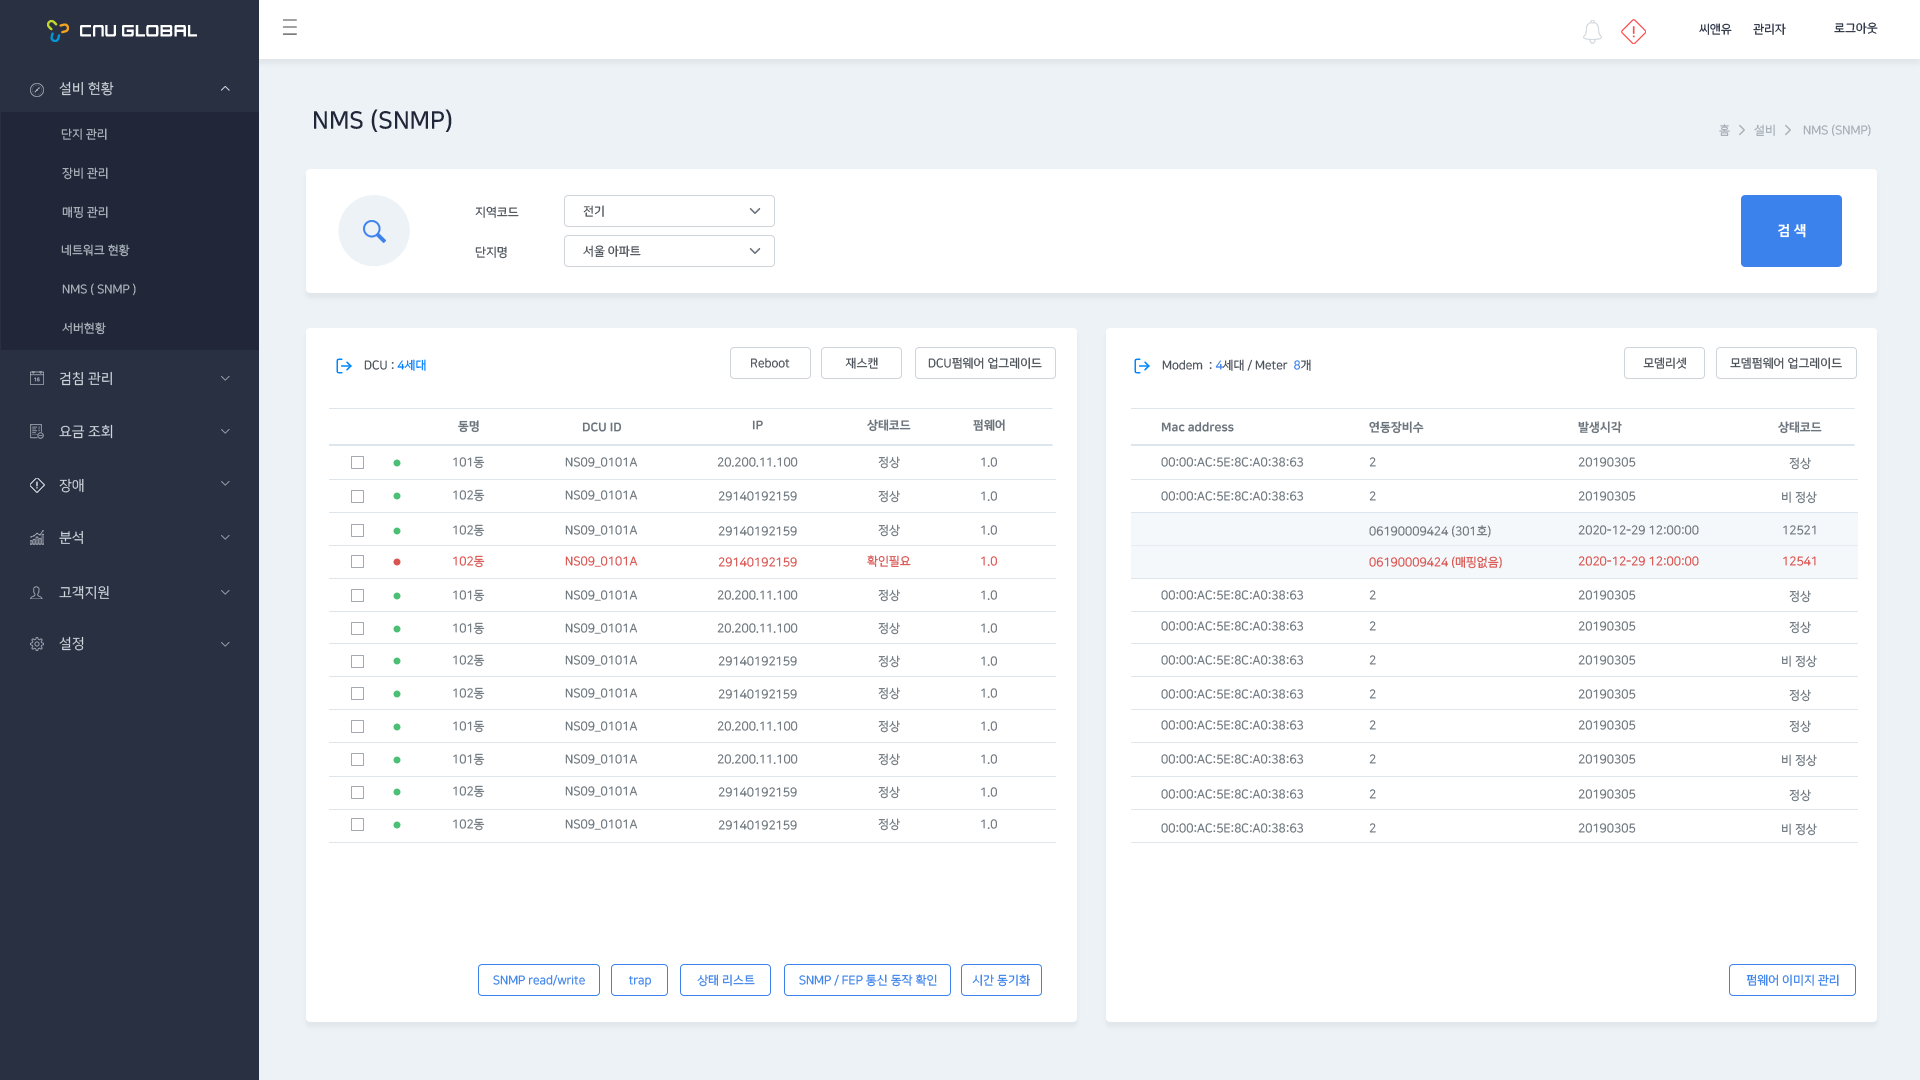 CNU GLOBAL
설비 현황
단지 관리
장비 관리
매핑 관리
네트워크 현황
NMS ( SNMP )
서버현황
검침 관리
요금 조회
장애
분석
고객지원
설정
씨앤유 관리자 로그아웃
NMS (SNMP)
홈 > 설비 > NMS (SNMP)
지역코드 전기
단지명 서울 아파트
검 색
DCU : 4세대 Reboot 재스캔 DCU펌웨어 업그레이드
동명 DCU ID IP 상태코드 펌웨어
101동 NS09_0101A 20.200.11.100 정상 1.0
102동 NS09_0101A 29140192159 정상 1.0
102동 NS09_0101A 29140192159 정상 1.0
102동 NS09_0101A 29140192159 확인필요 1.0
101동 NS09_0101A 20.200.11.100 정상 1.0
101동 NS09_0101A 20.200.11.100 정상 1.0
102동 NS09_0101A 29140192159 정상 1.0
102동 NS09_0101A 29140192159 정상 1.0
101동 NS09_0101A 20.200.11.100 정상 1.0
101동 NS09_0101A 20.200.11.100 정상 1.0
102동 NS09_0101A 29140192159 정상 1.0
102동 NS09_0101A 29140192159 정상 1.0
SNMP read/write trap 상태 리스트 SNMP / FEP 통신 동작 확인 시간 동기화
Modem : 4세대 / Meter 8개 모뎀리셋 모뎀펌웨어 업그레이드
Mac address 연동장비수 발생시각 상태코드
00:00:AC:5E:8C:A0:38:63 2 20190305 정상
00:00:AC:5E:8C:A0:38:63 2 20190305 비 정상
06190009424 (301호) 2020-12-29 12:00:00 12521
06190009424 (매핑없음) 2020-12-29 12:00:00 12541
00:00:AC:5E:8C:A0:38:63 2 20190305 정상
00:00:AC:5E:8C:A0:38:63 2 20190305 정상
00:00:AC:5E:8C:A0:38:63 2 20190305 비 정상
00:00:AC:5E:8C:A0:38:63 2 20190305 정상
00:00:AC:5E:8C:A0:38:63 2 20190305 정상
00:00:AC:5E:8C:A0:38:63 2 20190305 비 정상
00:00:AC:5E:8C:A0:38:63 2 20190305 정상
00:00:AC:5E:8C:A0:38:63 2 20190305 비 정상
펌웨어 이미지 관리